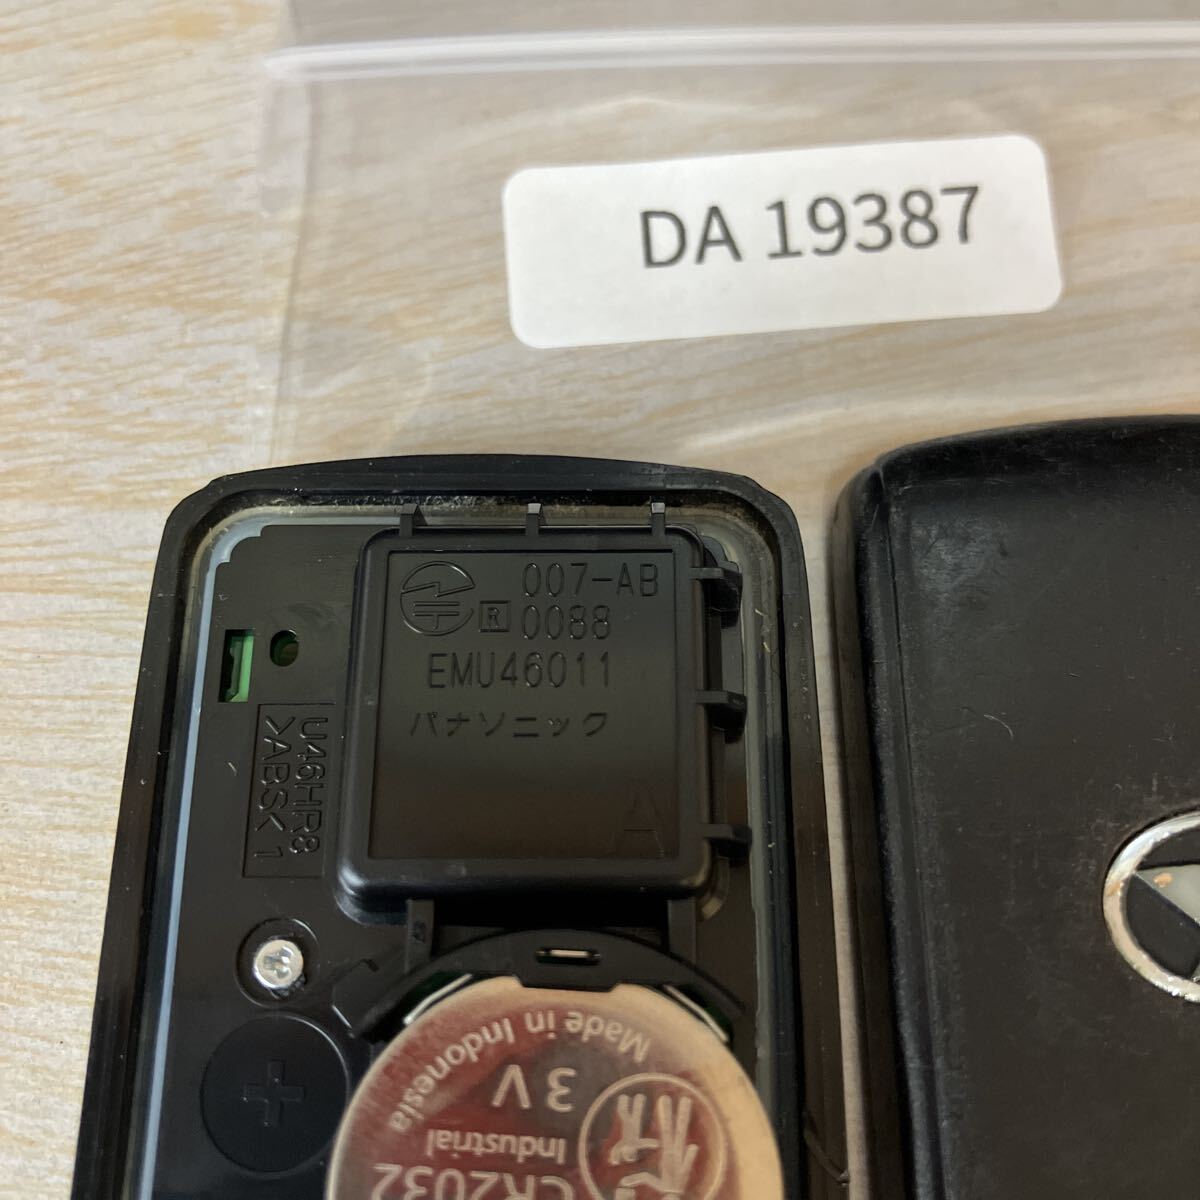 DA 19387
007-AB
R 0088
EMU46011
パナソニック
A
U46HR8
>ABS< 1
Made in Indonesia
3V
Industrial
CR2032